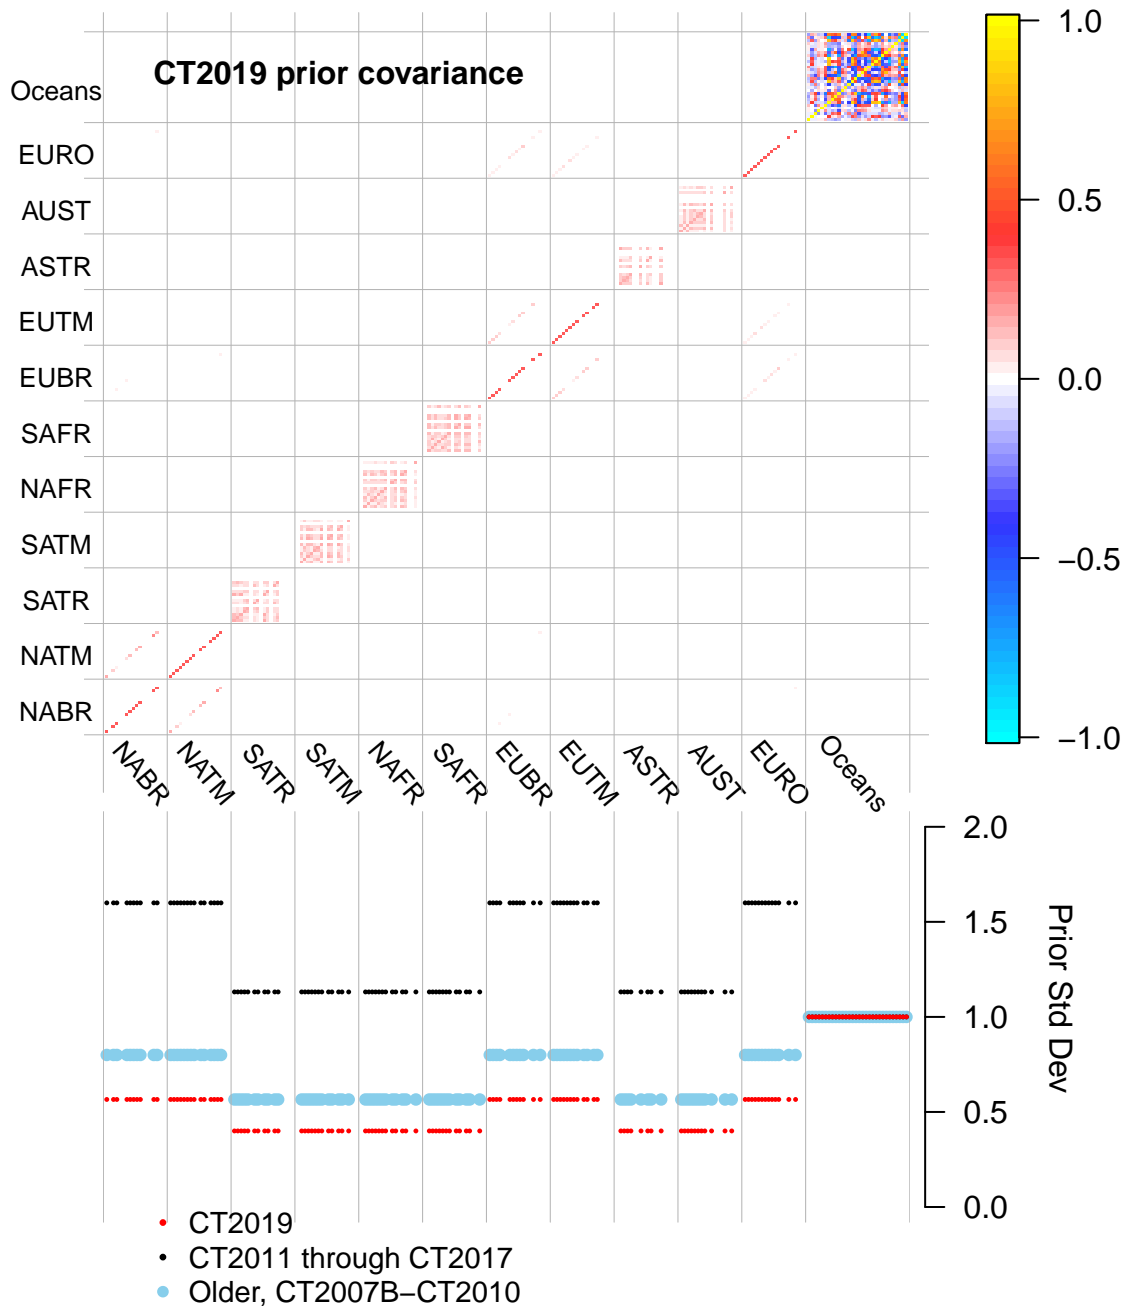 CT2019 prior covariance
Oceans
EURO
AUST
ASTR
EUTM
EUBR
SAFR
NAFR
SATM
SATR
NATM
NABR
NABR
NATM
SATR
SATM
NAFR
SAFR
EUBR
EUTM
ASTR
AUST
EURO
Oceans
1.0
0.5
0.0
−0.5
−1.0
2.0
1.5
1.0
0.5
0.0
Prior Std Dev
CT2019
CT2011 through CT2017
Older, CT2007B−CT2010